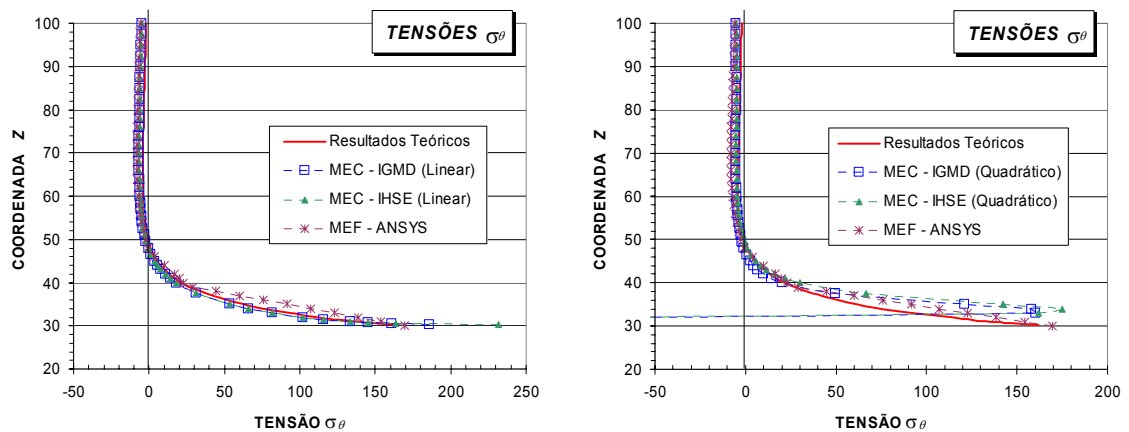 TENSÕES σθ
100
90
80
70
60
50
40
30
20
COORDENADA Z
Resultados Teóricos
MEC - IGMD (Linear)
MEC - IHSE (Linear)
MEF - ANSYS
-50 0 50 100 150 200 250
TENSÃO σθ
TENSÕES σθ
100
90
80
70
60
50
40
30
20
COORDENADA Z
Resultados Teóricos
MEC - IGMD (Quadrático)
MEC - IHSE (Quadrático)
MEF - ANSYS
-50 0 50 100 150 200
TENSÃO σθ